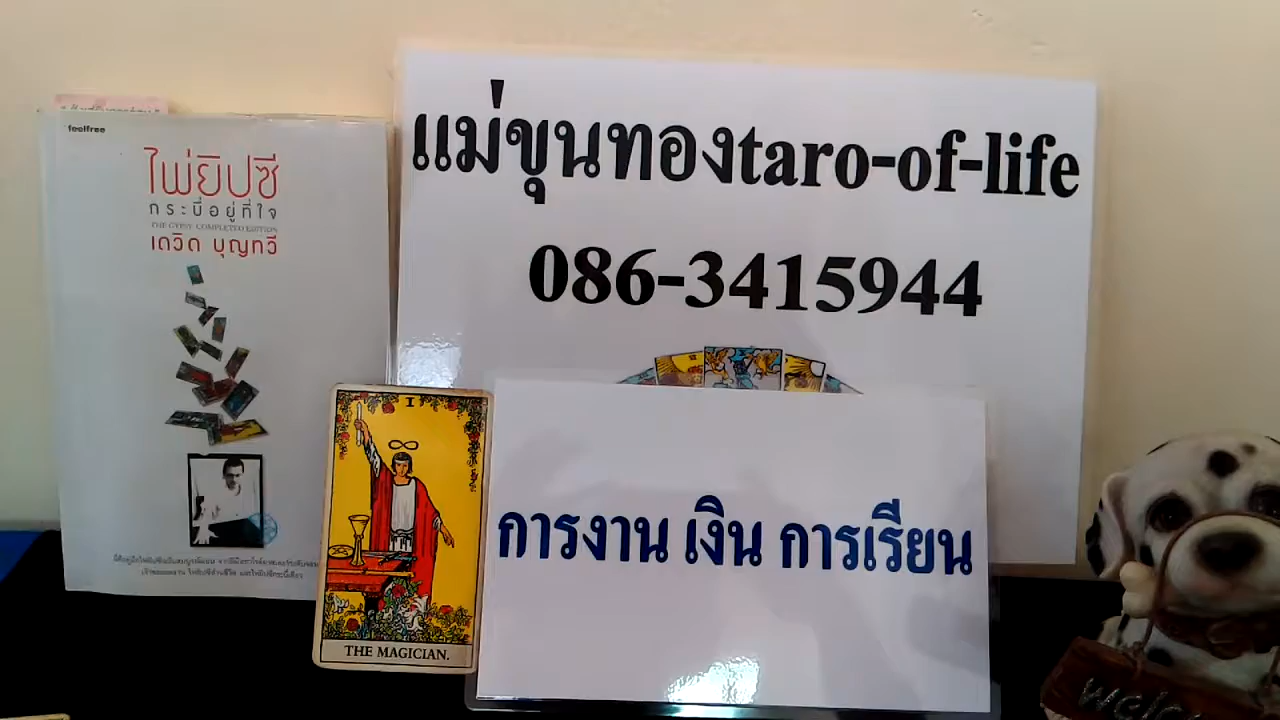 feelfree
ไพ่ยิปซี
กระบี่อยู่ที่ใจ
THE GYPSY COMPLETED EDITION
เดวิด บุญทวี
แม่ขุนทองtaro-of-life
086-3415944
I
THE MAGICIAN.
การงาน เงิน การเรียน